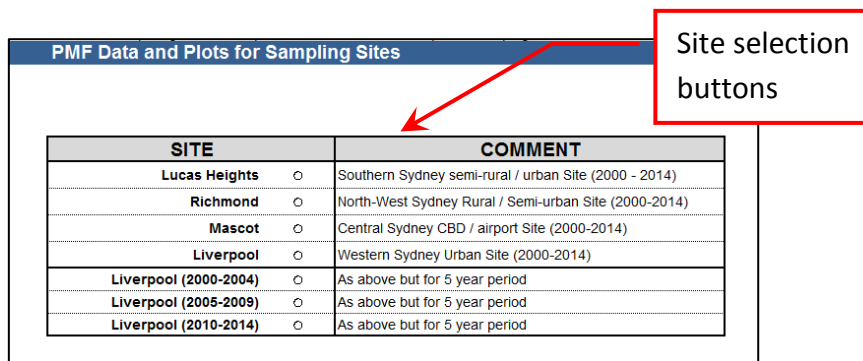 PMF Data and Plots for Sampling Sites
Site selection
buttons
SITE COMMENT
Lucas Heights Southern Sydney semi-rural / urban Site (2000 - 2014)
Richmond North-West Sydney Rural / Semi-urban Site (2000-2014)
Mascot Central Sydney CBD / airport Site (2000-2014)
Liverpool Western Sydney Urban Site (2000-2014)
Liverpool (2000-2004) As above but for 5 year period
Liverpool (2005-2009) As above but for 5 year period
Liverpool (2010-2014) As above but for 5 year period